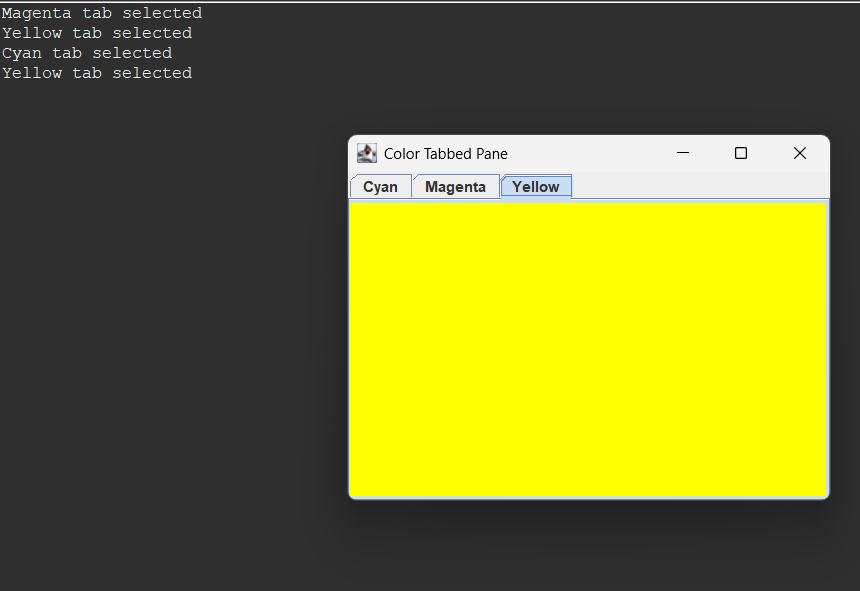 Magenta tab selected
Yellow tab selected
Cyan tab selected
Yellow tab selected
Color Tabbed Pane
Cyan Magenta Yellow